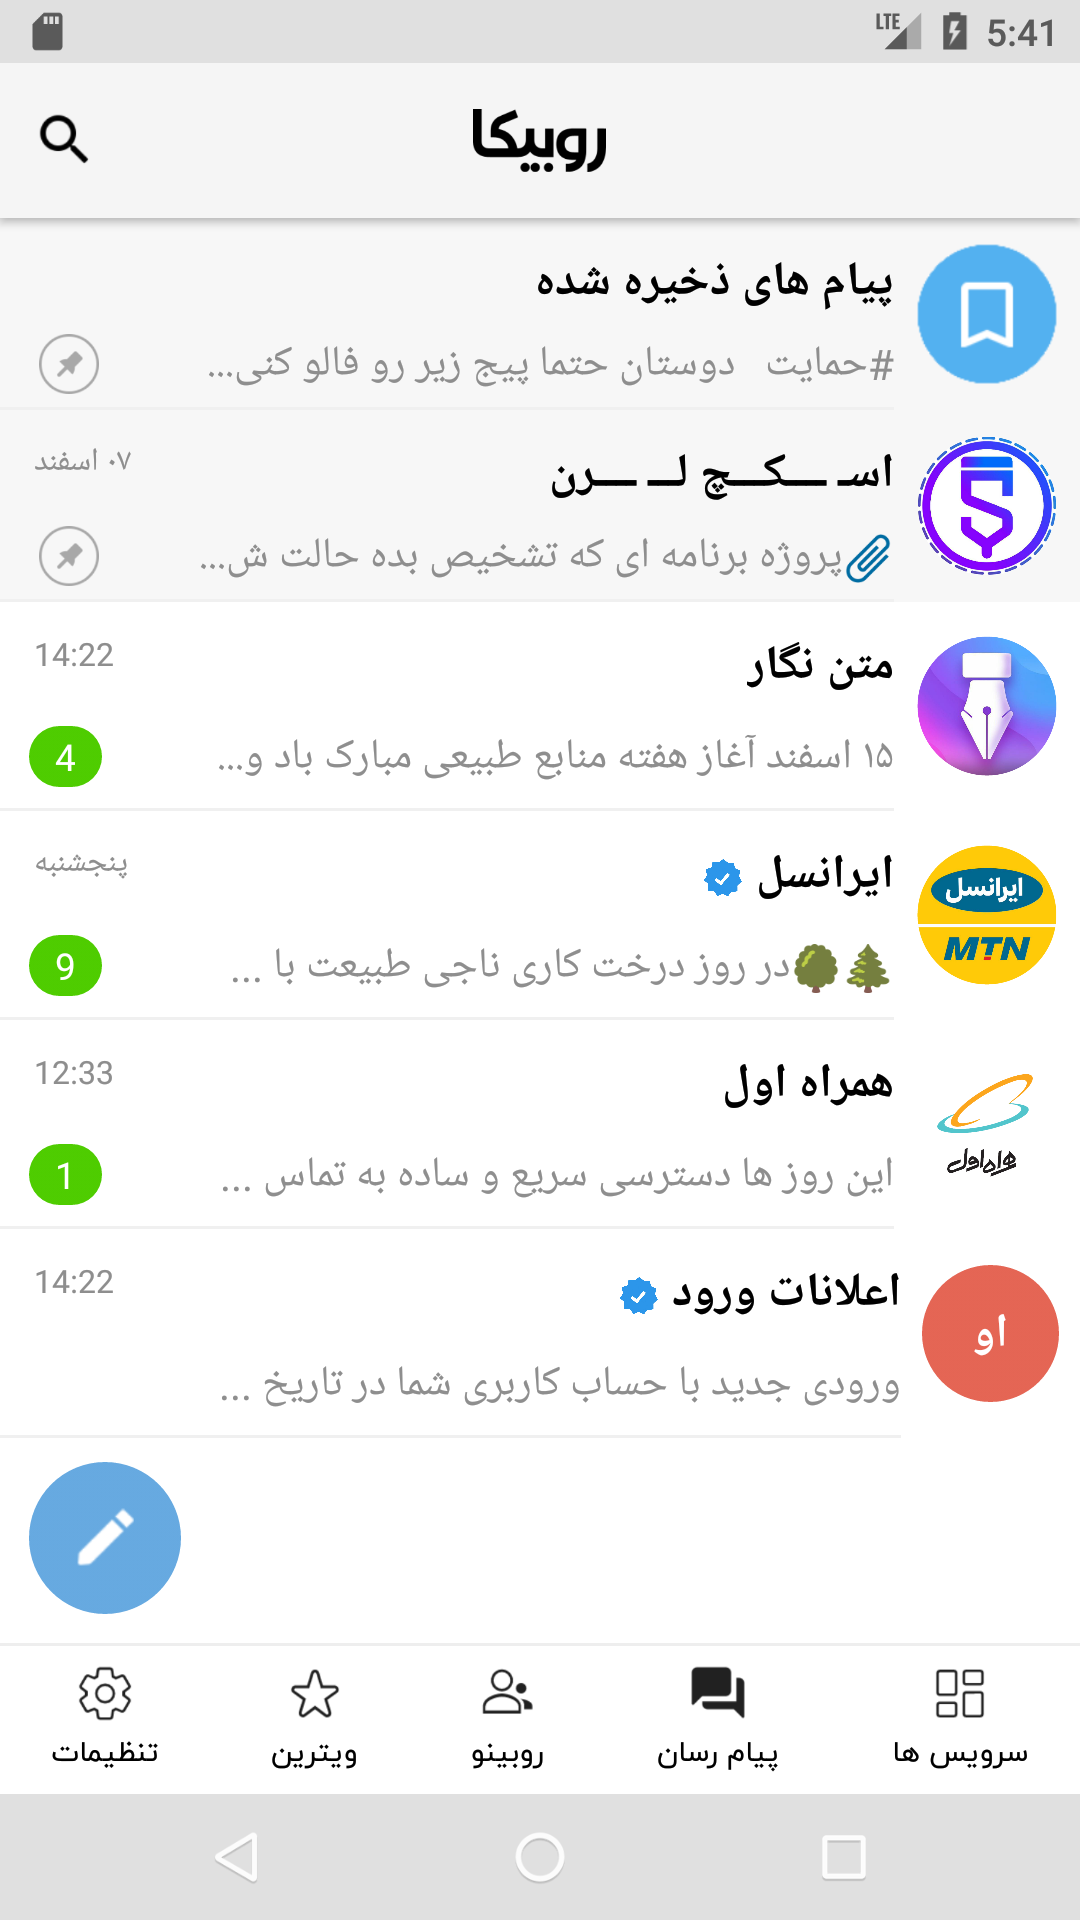 LTE 5:41
روبیکا
پیام های ذخیره شده
#حمایت دوستان حتما پیج زیر رو فالو کنی...
اسـ ـــکـــچ لـــ ـــرن
۰۷ اسفند
📎پروژه برنامه ای که تشخیص بده حالت ش...
متن نگار
14:22
۱۵ اسفند آغاز هفته منابع طبیعی مبارک باد و...
4
ایرانسل
پنجشنبه
🌲🌳در روز درخت کاری ناجی طبیعت با ...
9
ایرانسل
MTN
همراه اول
12:33
این روز ها دسترسی سریع و ساده به تماس ...
1
همراه اول
او
اعلانات ورود
14:22
ورودی جدید با حساب کاربری شما در تاریخ ...
سرویس ها
پیام رسان
روبینو
ویترین
تنظیمات